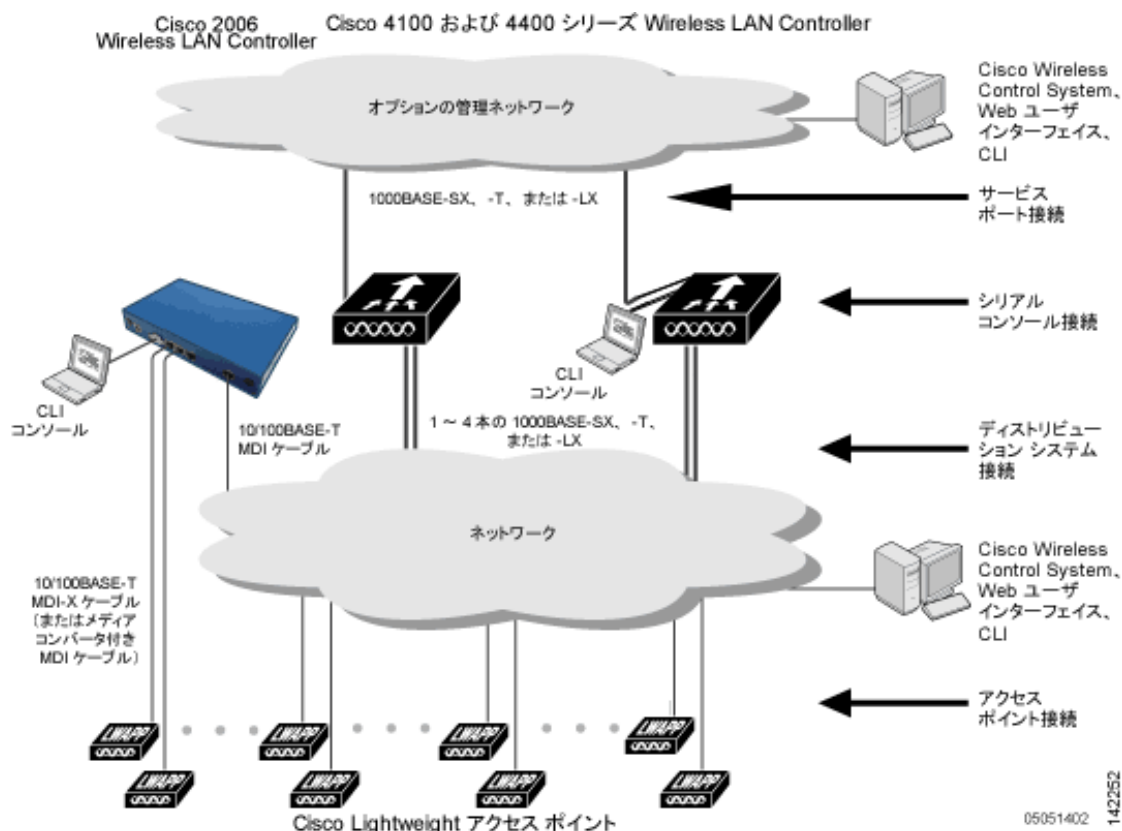 Cisco 2006
Wireless LAN Controller
Cisco 4100 および 4400 シリーズ Wireless LAN Controller
オプションの管理ネットワーク
Cisco Wireless
Control System、
Web ユーザ
インターフェイス、
CLI
1000BASE-SX、-T、または -LX
サービス
ポート接続
シリアル
コンソール接続
CLI
コンソール
CLI
コンソール
10/100BASE-T
MDI ケーブル
1 ～ 4 本の 1000BASE-SX、-T、
または -LX
ディストリビュー
ション システム
接続
ネットワーク
Cisco Wireless
Control System、
Web ユーザ
インターフェイス、
CLI
10/100BASE-T
MDI-X ケーブル
（またはメディア
コンバータ付き
MDI ケーブル）
アクセス
ポイント接続
LWAPP
LWAPP
LWAPP
LWAPP
LWAPP
LWAPP
LWAPP
LWAPP
Cisco Lightweight アクセス ポイント
05051402
142252